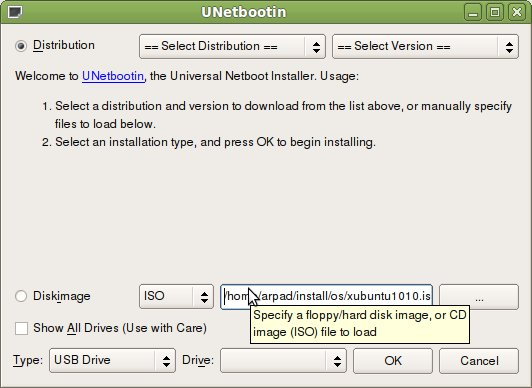 UNetbootin
Distribution == Select Distribution == == Select Version ==
Welcome to UNetbootin, the Universal Netboot Installer. Usage:
1. Select a distribution and version to download from the list above, or manually specify
files to load below.
2. Select an installation type, and press OK to begin installing.
Diskimage ISO /home/arpad/install/os/xubuntu1010.is ...
Specify a floppy/hard disk image, or CD
image (ISO) file to load
Show All Drives (Use with Care)
Type: USB Drive Drive: OK Cancel